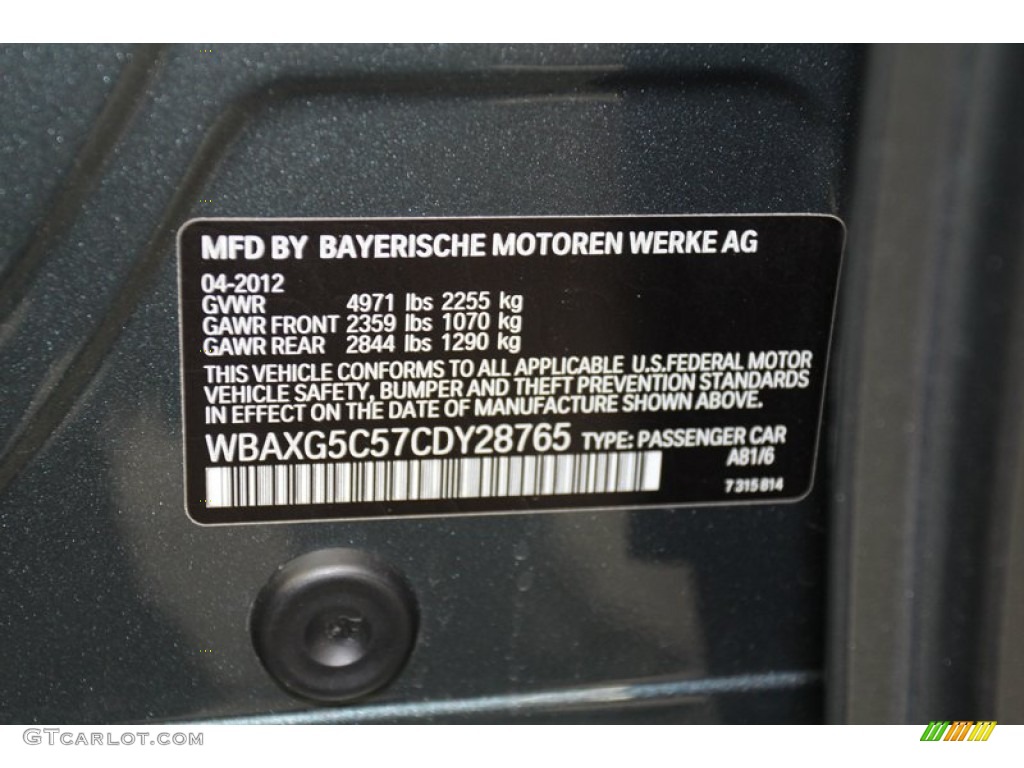 MFD BY BAYERISCHE MOTOREN WERKE AG
04-2012
GVWR 4971 lbs 2255 kg
GAWR FRONT 2359 lbs 1070 kg
GAWR REAR 2844 lbs 1290 kg
THIS VEHICLE CONFORMS TO ALL APPLICABLE U.S.FEDERAL MOTOR
VEHICLE SAFETY, BUMPER AND THEFT PREVENTION STANDARDS
IN EFFECT ON THE DATE OF MANUFACTURE SHOWN ABOVE.
WBAXG5C57CDY28765 TYPE: PASSENGER CAR
A81/6
7 315 814
GTCarlot.com